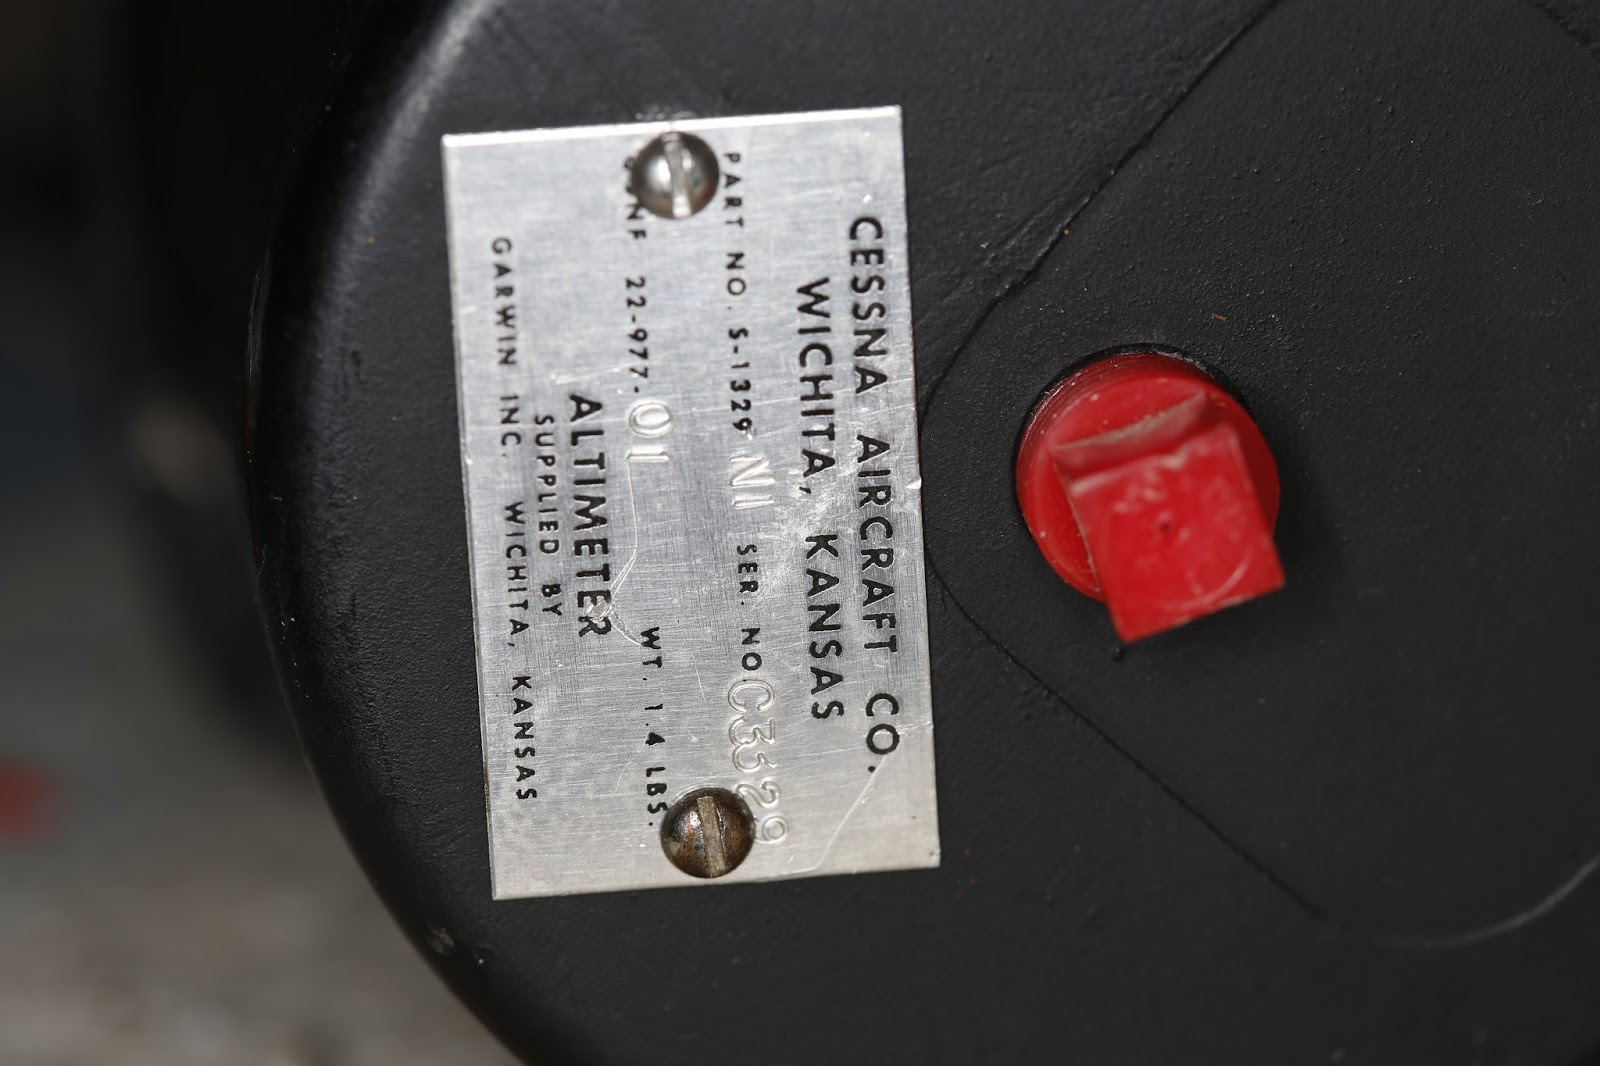 CESSNA AIRCRAFT CO.
WICHITA, KANSAS
PART NO. S-1329 N1 SER. NO. C3529
22-977-01 WT. 1.4 LBS.
ALTIMETER
SUPPLIED BY
GARWIN INC. WICHITA, KANSAS